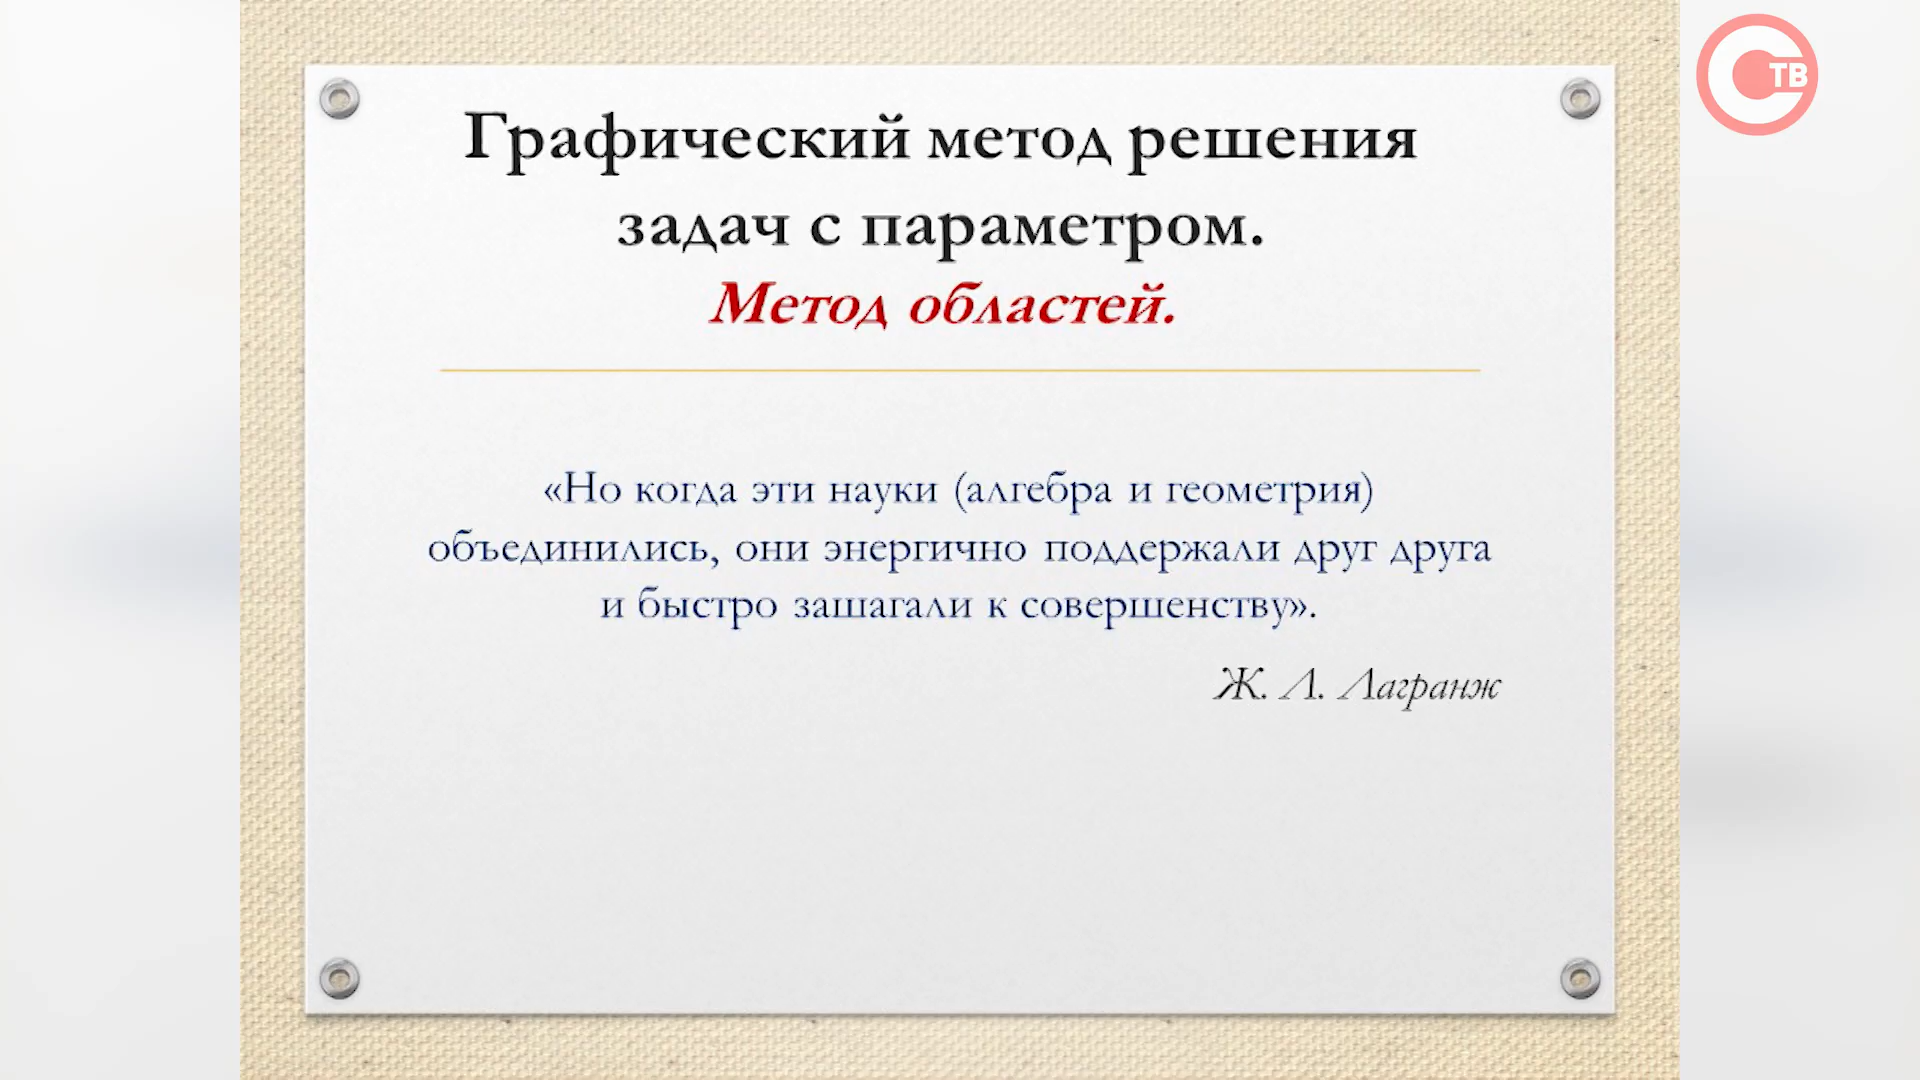 Графический метод решения
задач с параметром.
Метод областей.
«Но когда эти науки (алгебра и геометрия)
объединились, они энергично поддержали друг друга
и быстро зашагали к совершенству».
Ж. Л. Лагранж
СТВ